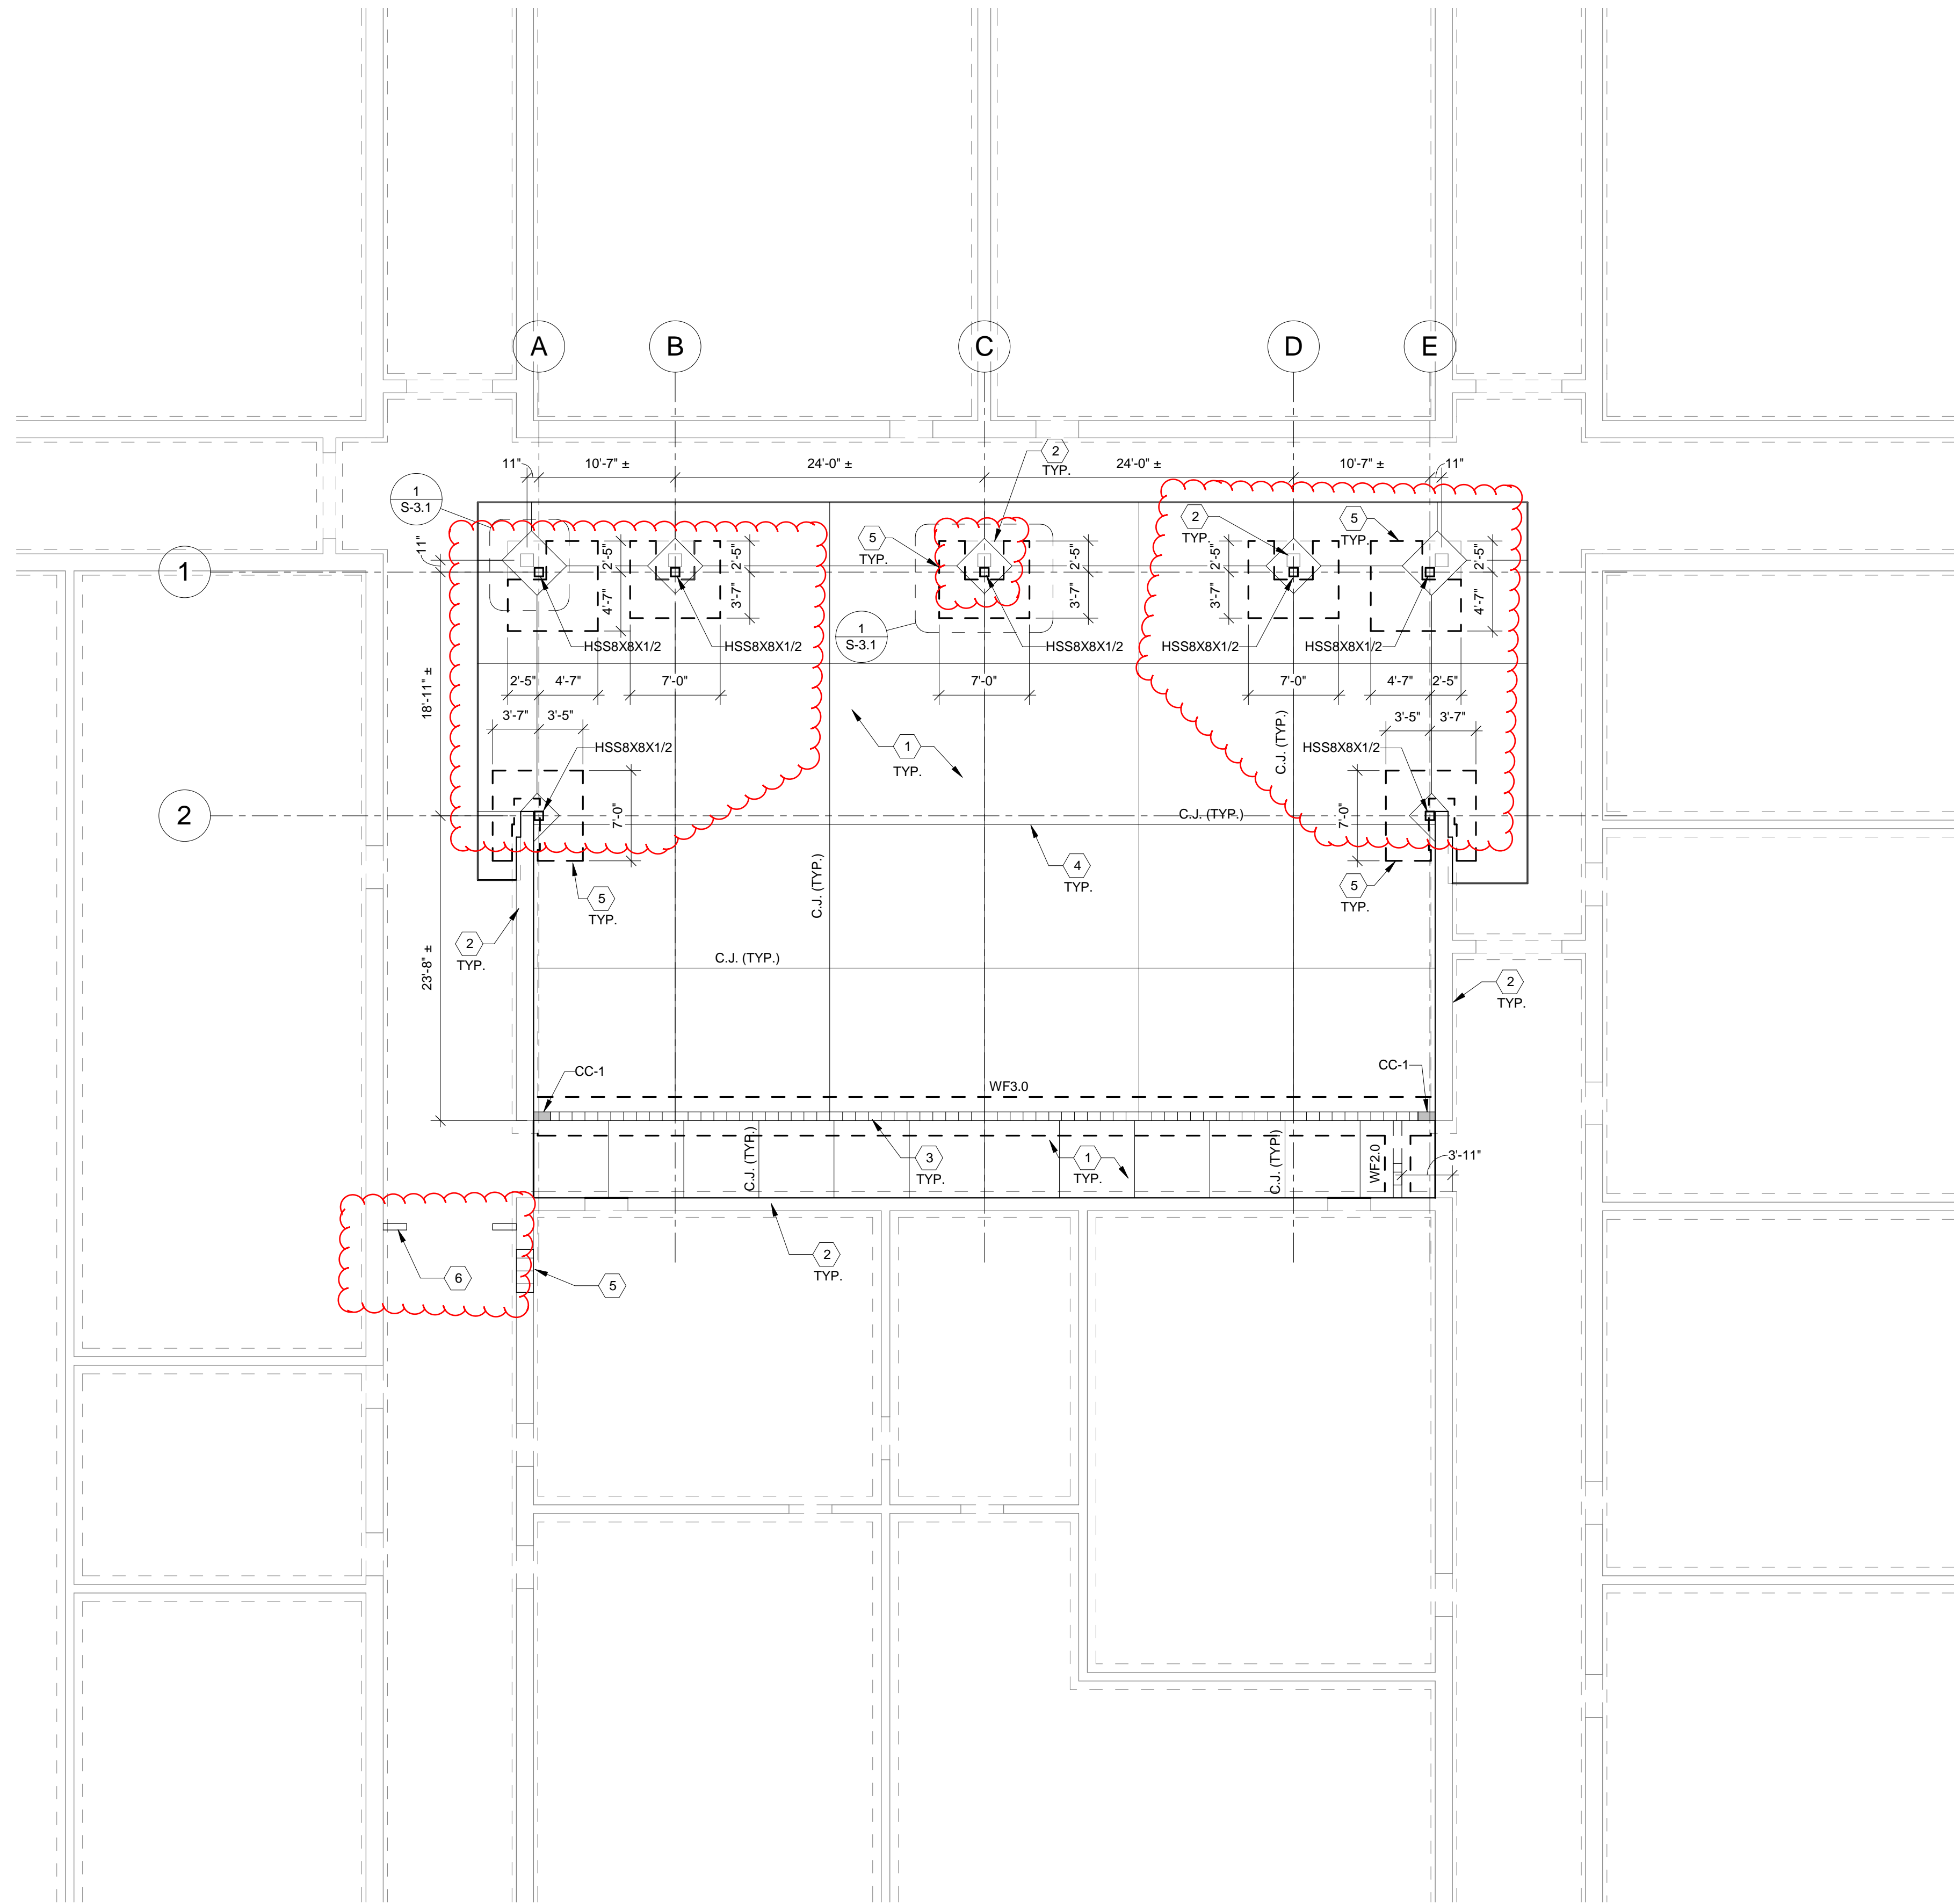 A
B
C
D
E
11"
10'-7" ±
24'-0" ±
24'-0" ±
10'-7" ±
11"
2
TYP.
1
S-3.1
2
TYP.
5
TYP.
5
TYP.
11"
2'-5"
2'-5"
2'-5"
2'-5"
2'-5"
1
4'-7"
3'-7"
3'-7"
3'-7"
4'-7"
1
S-3.1
HSS8X8X1/2
HSS8X8X1/2
HSS8X8X1/2
HSS8X8X1/2
HSS8X8X1/2
18'-11" ±
2'-5"
4'-7"
7'-0"
7'-0"
7'-0"
4'-7"
2'-5"
3'-7"
3'-5"
3'-5"
3'-7"
HSS8X8X1/2
1
TYP.
C.J. (TYP.)
HSS8X8X1/2
2
7'-0"
C.J. (TYP.)
7'-0"
4
TYP.
C.J. (TYP.)
5
TYP.
5
TYP.
2
TYP.
23'-8" ±
C.J. (TYP.)
2
TYP.
CC-1
WF3.0
CC-1
C.J. (TYP.)
3
TYP.
1
TYP.
C.J. (TYP.)
WF2.0
3'-11"
2
TYP.
6
5